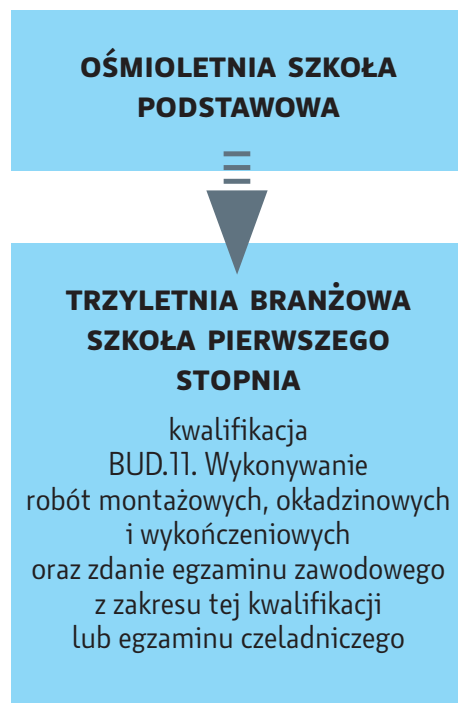 OŚMIOLETNIA SZKOŁA
PODSTAWOWA
TRZYLETNIA BRANŻOWA
SZKOŁA PIERWSZEGO
STOPNIA
kwalifikacja
BUD.11. Wykonywanie
robót montażowych, okładzinowych
i wykończeniowych
oraz zdanie egzaminu zawodowego
z zakresu tej kwalifikacji
lub egzaminu czeladniczego